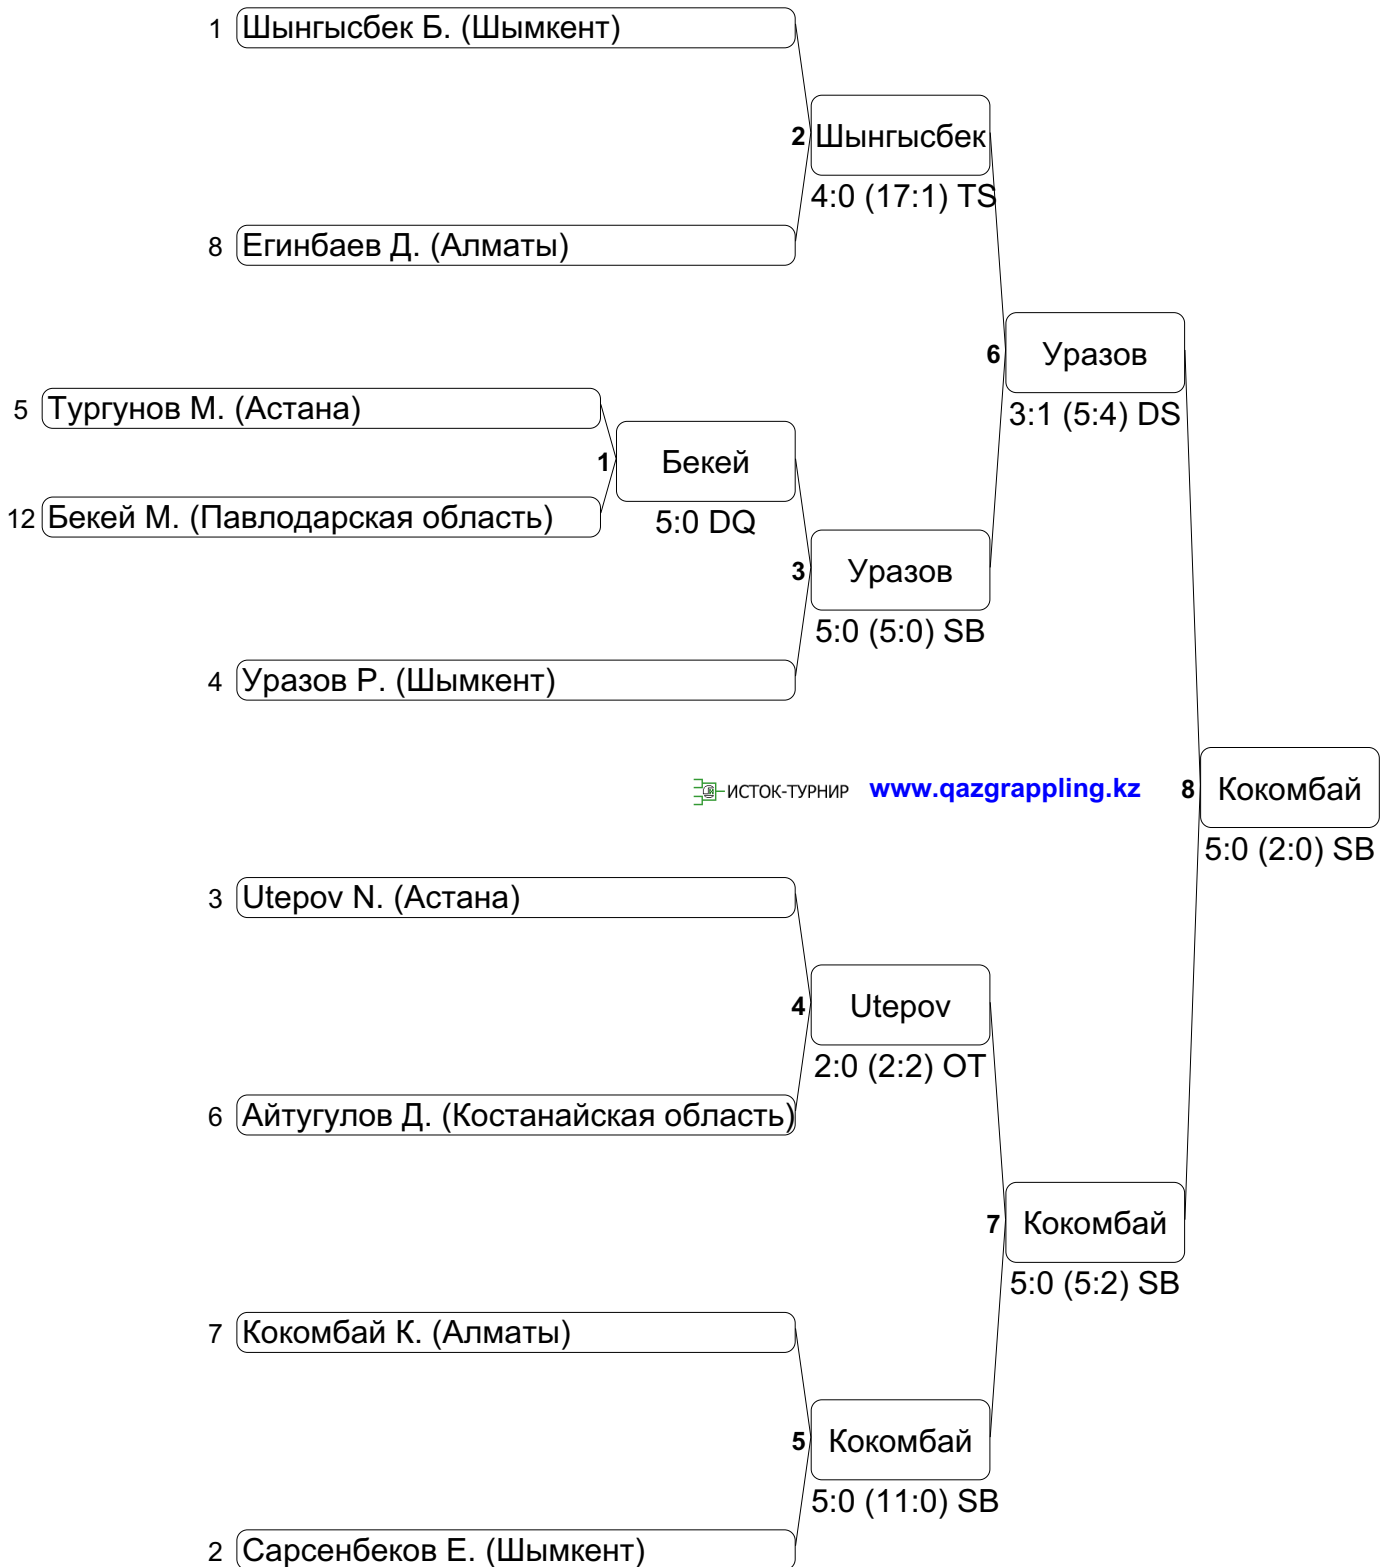 1 Шынгысбек Б. (Шымкент)
2 Шынгысбек
4:0 (17:1) TS
8 Егинбаев Д. (Алматы)
6 Уразов
3:1 (5:4) DS
5 Тургунов М. (Астана)
1 Бекей
5:0 DQ
12 Бекей М. (Павлодарская область)
3 Уразов
5:0 (5:0) SB
4 Уразов Р. (Шымкент)
ИСТОК-ТУРНИР www.qazgrappling.kz
8 Кокомбай
5:0 (2:0) SB
3 Utepov N. (Астана)
4 Utepov
2:0 (2:2) OT
6 Айтугулов Д. (Костанайская область)
7 Кокомбай
5:0 (5:2) SB
7 Кокомбай К. (Алматы)
5 Кокомбай
5:0 (11:0) SB
2 Сарсенбеков Е. (Шымкент)